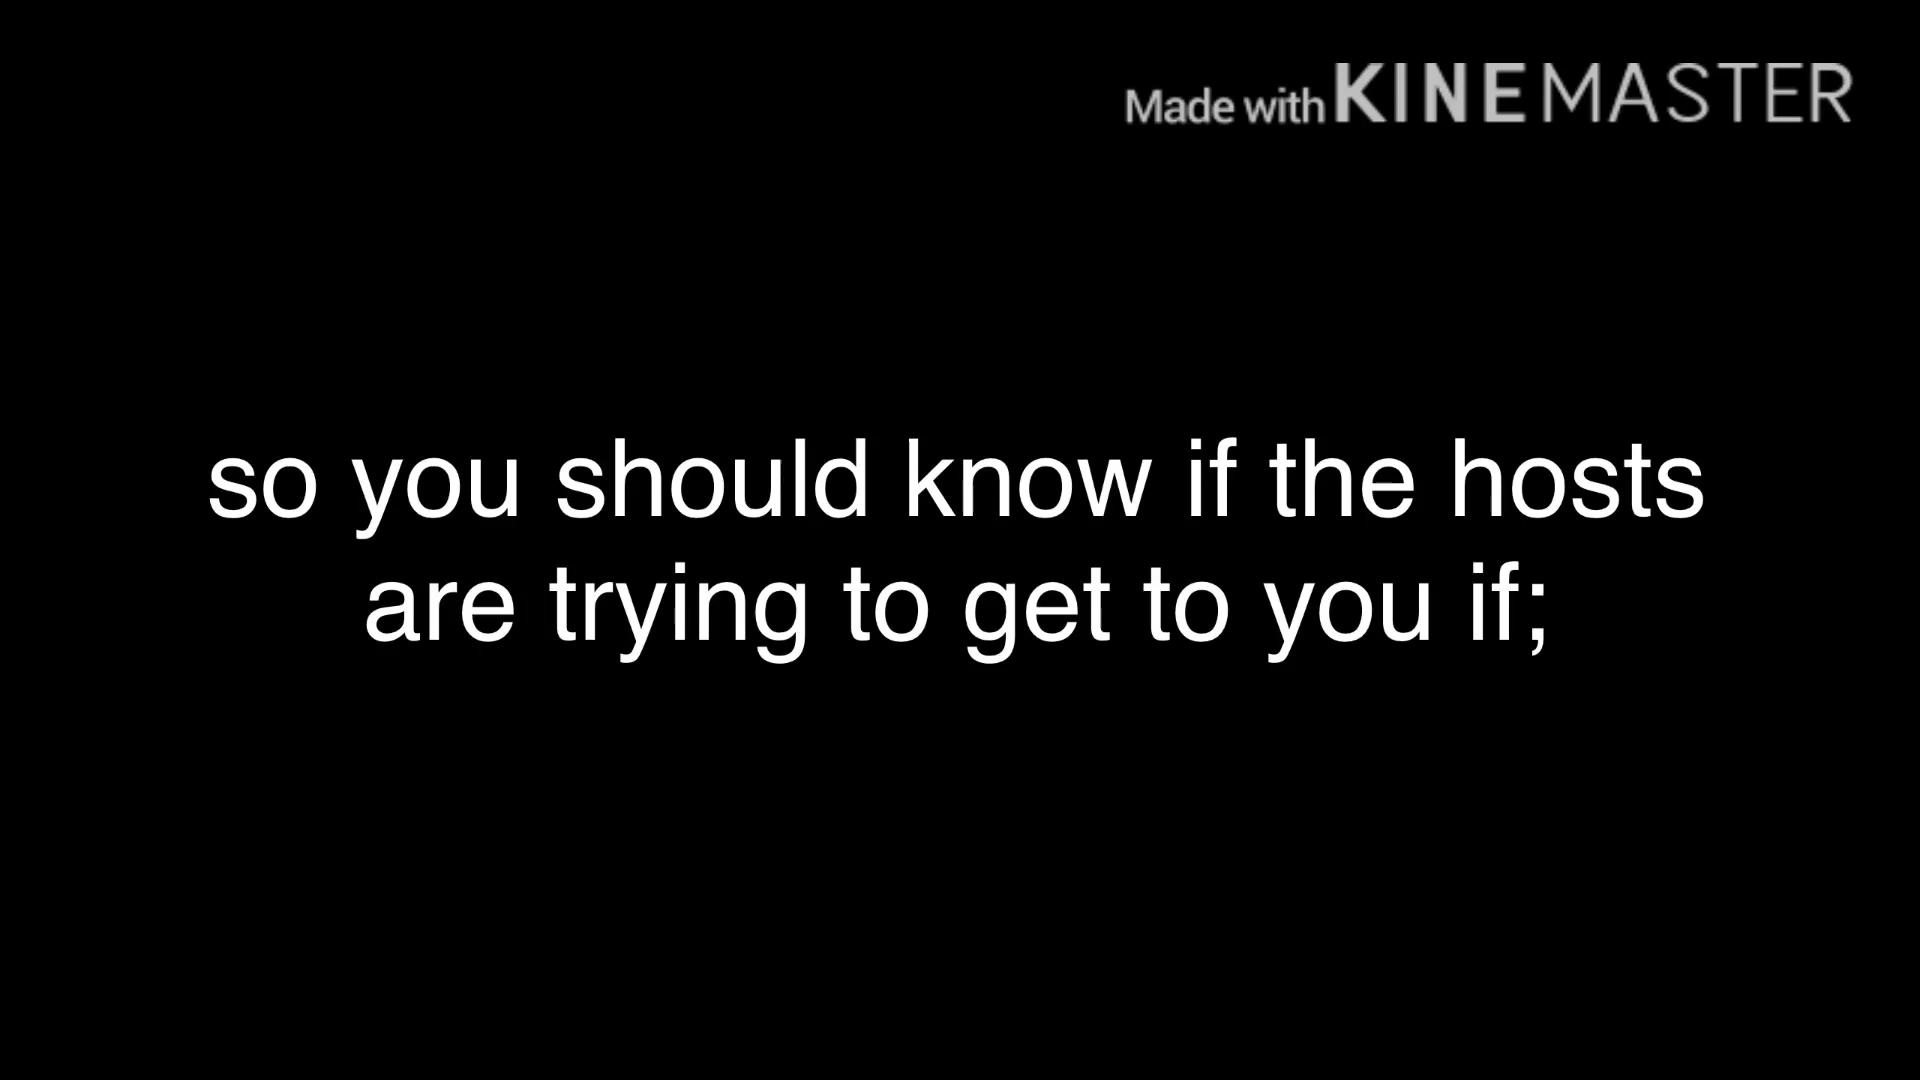 Made with KINEMASTER
so you should know if the hosts
are trying to get to you if;